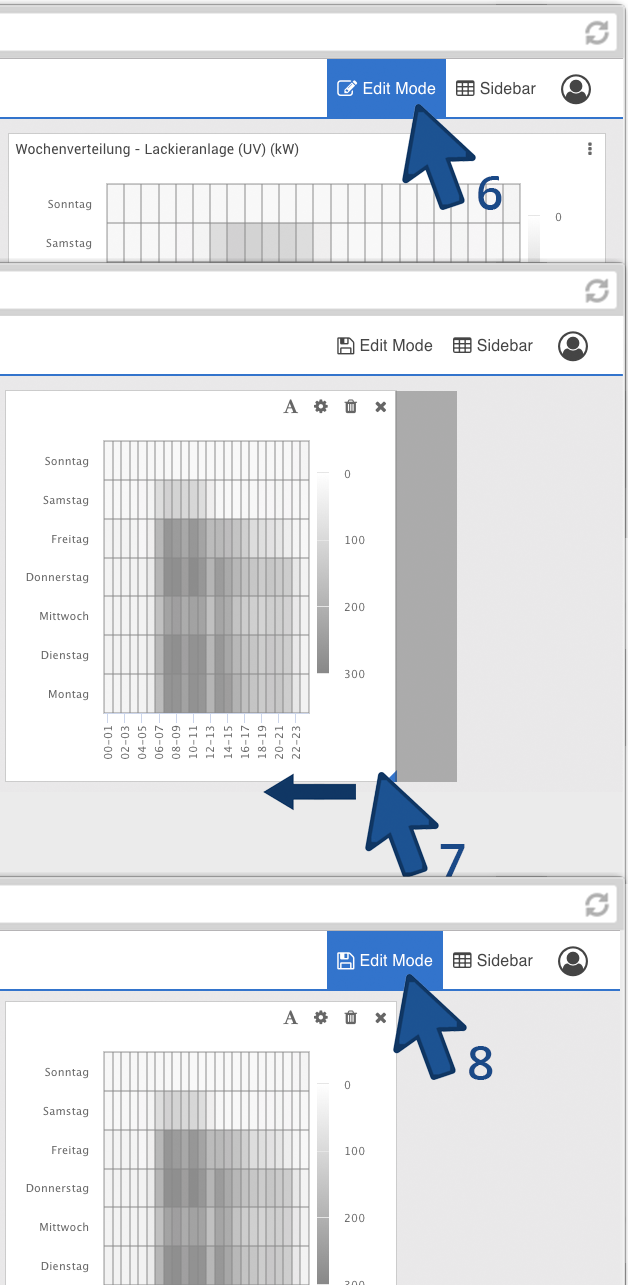 Edit Mode Sidebar
Wochenverteilung - Lackieranlage (UV) (kW)
6
Sonntag
0
Samstag
Edit Mode Sidebar
A
Sonntag
0
Samstag
Freitag
100
Donnerstag
200
Mittwoch
Dienstag
300
Montag
00-01 02-03 04-05 06-07 08-09 10-11 12-13 14-15 16-17 18-19 20-21 22-23
7
Edit Mode Sidebar
A
8
Sonntag
0
Samstag
Freitag
100
Donnerstag
200
Mittwoch
Dienstag
300